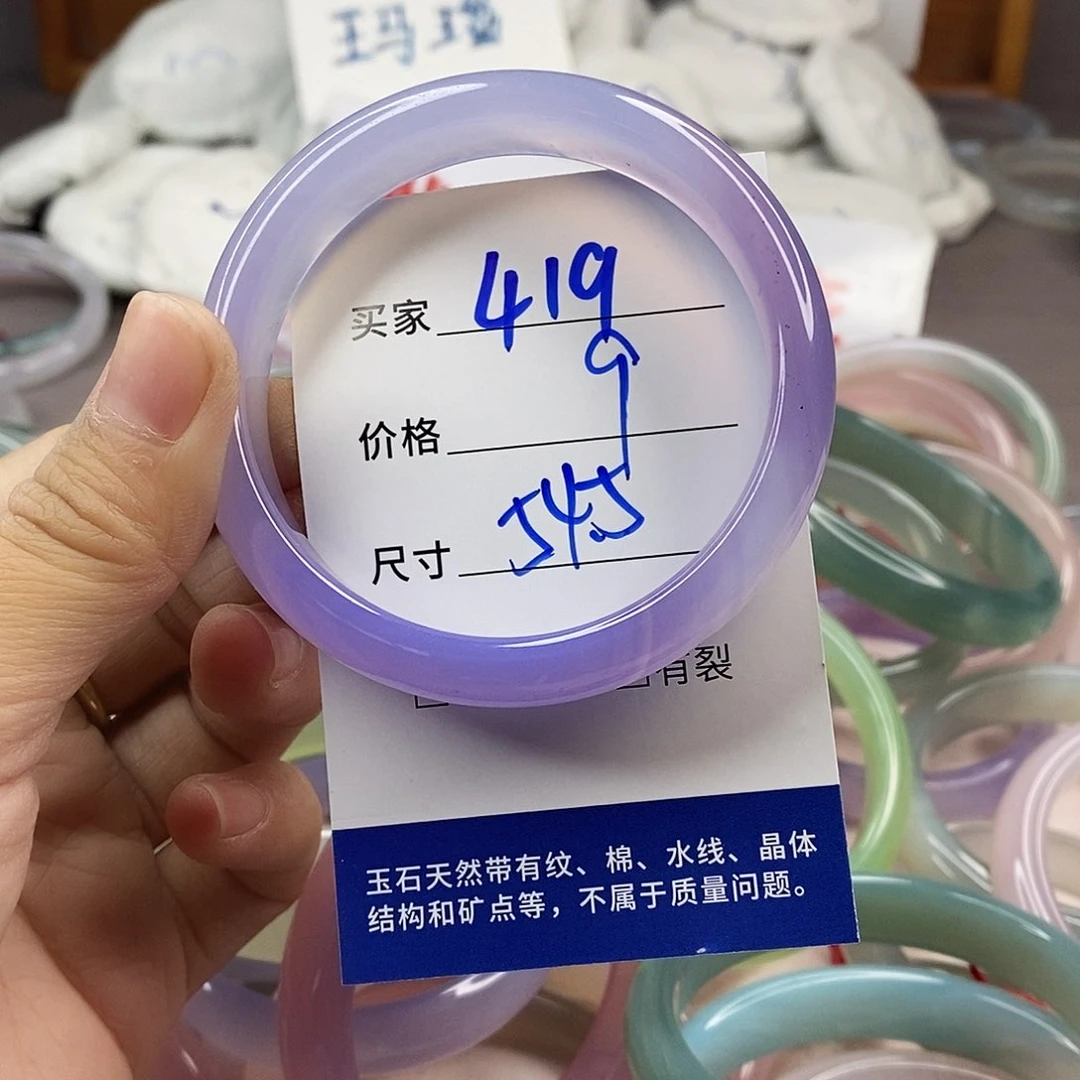 玉玛瑙
买家 419
9
价格
尺寸 54.5
有裂
玉石天然带有纹、棉、水线、晶体
结构和矿点等，不属于质量问题。